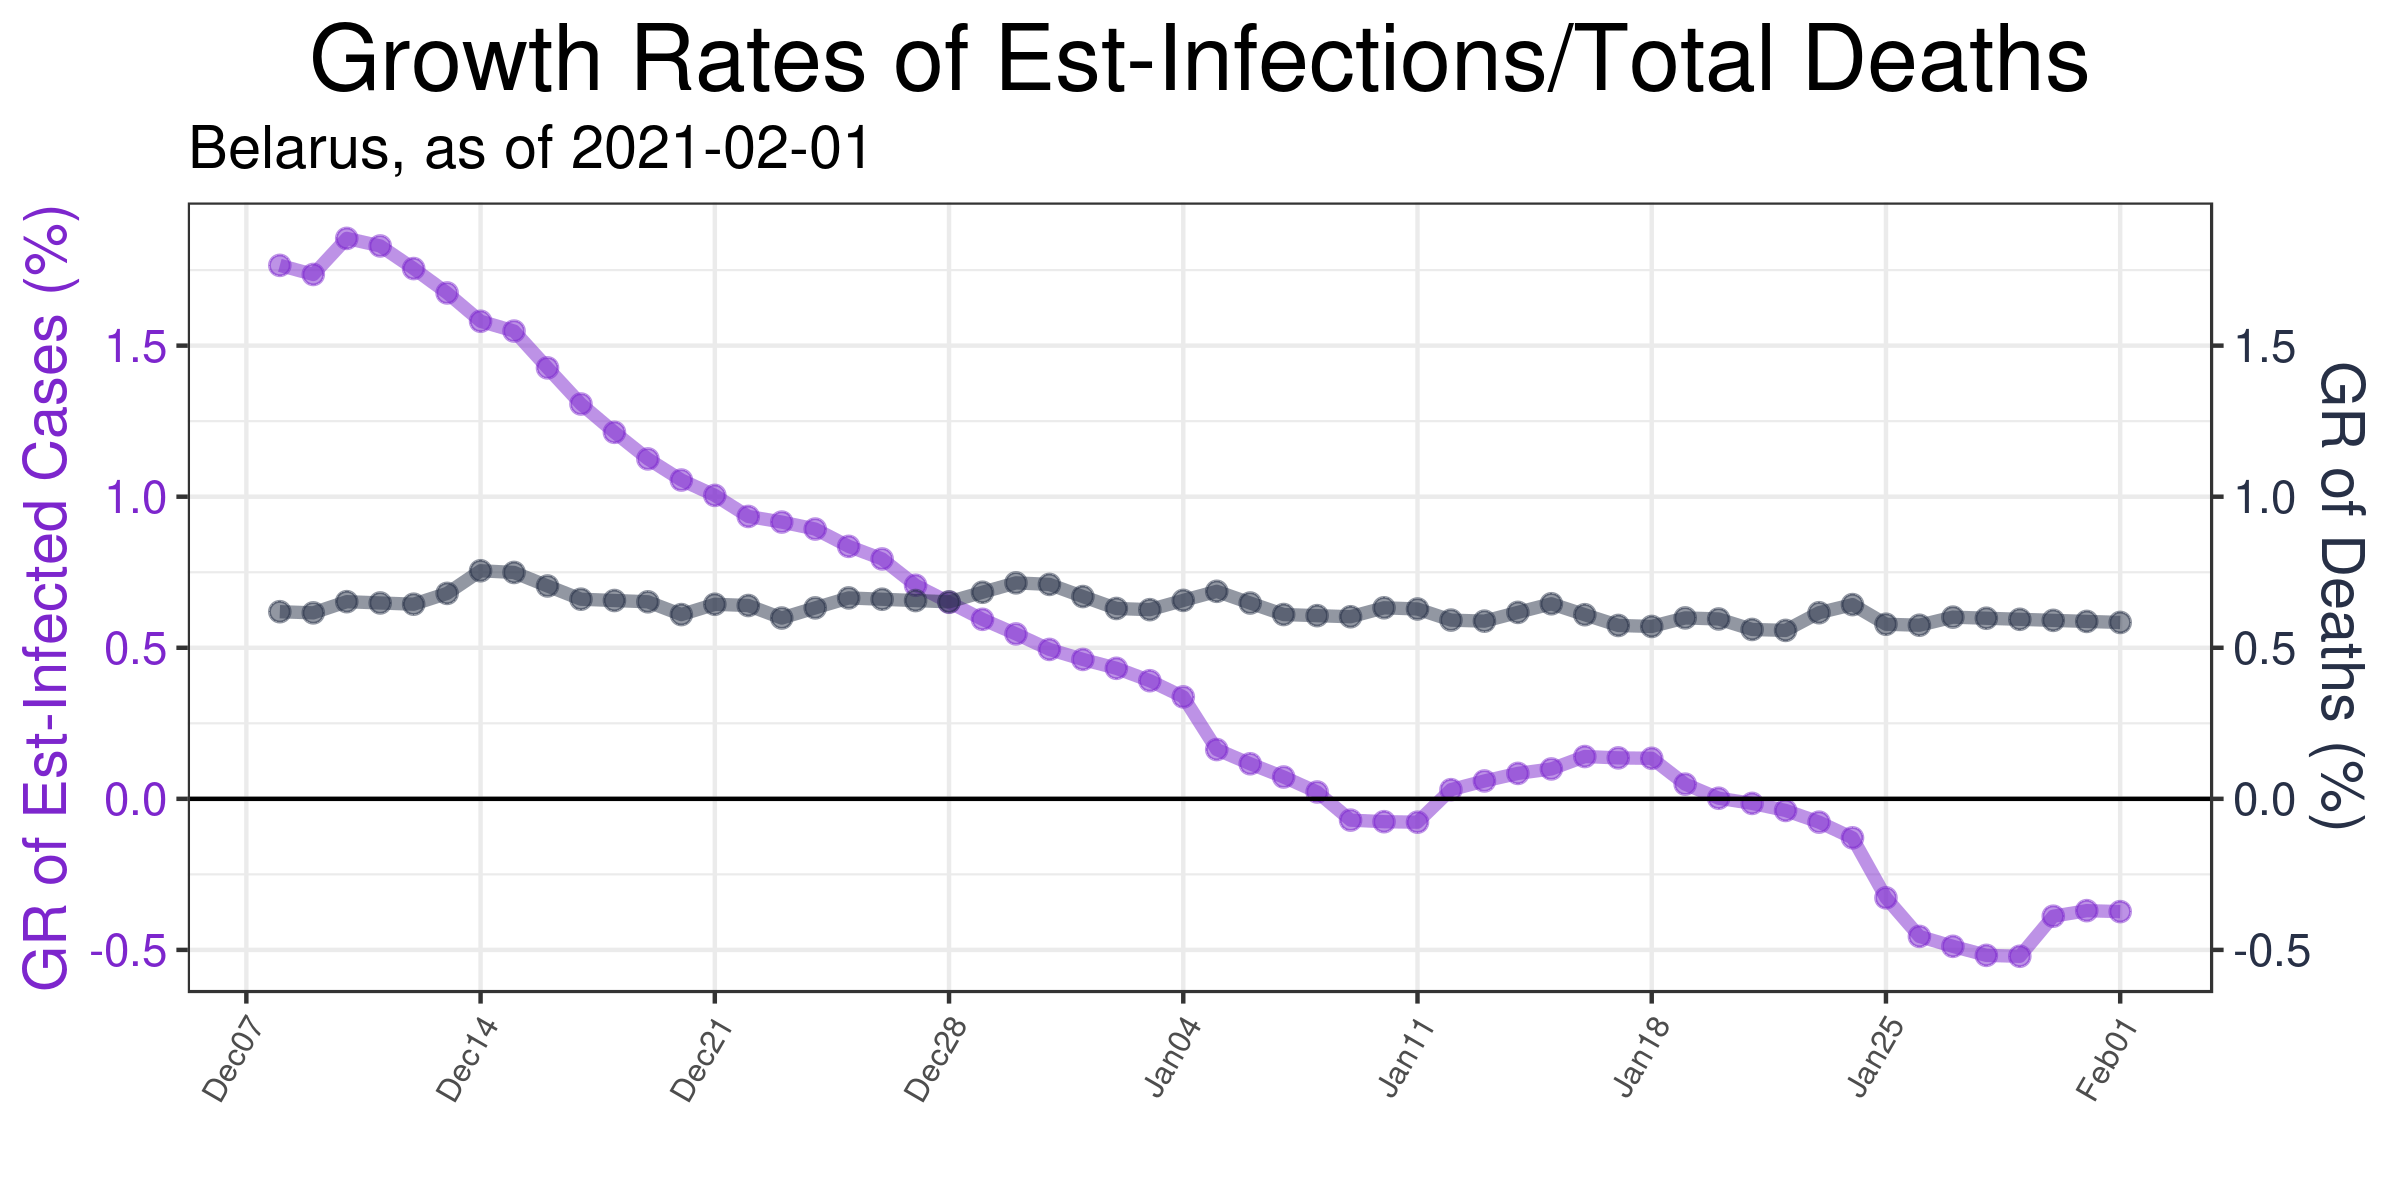 Growth Rates of Est-Infections/Total Deaths
Belarus, as of 2021-02-01
GR of Est-Infected Cases (%)
1.5
1.0
0.5
0.0
-0.5
1.5
1.0
0.5
0.0
-0.5
GR of Deaths (%)
Dec07 Dec14 Dec21 Dec28 Jan04 Jan11 Jan18 Jan25 Feb01